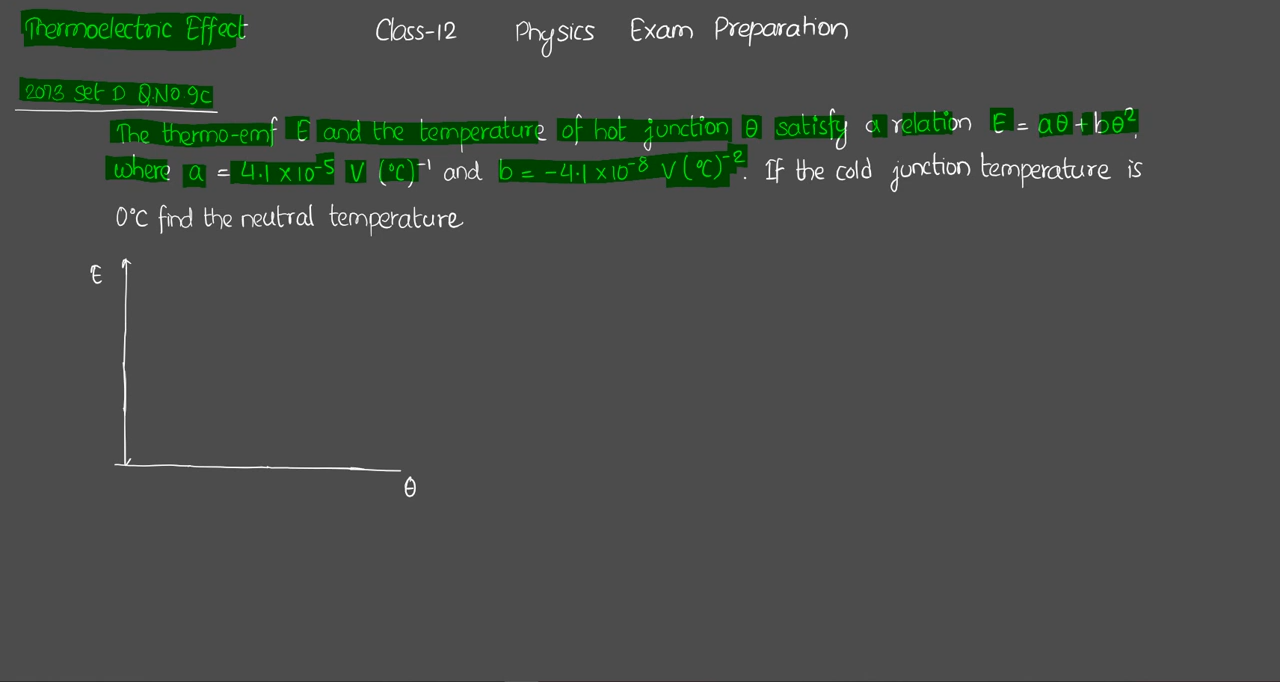 Thermoelectric Effect Class-12 Physics Exam Preparation
2073 Set D Q.No.9c
The thermo-emf E and the temperature of hot junction θ satisfy a relation E = aθ + bθ²,
where a = 4.1 × 10⁻⁵ V (°C)⁻¹ and b = -4.1 × 10⁻⁸ V (°C)⁻². If the cold junction temperature is
0°C find the neutral temperature
E
θ